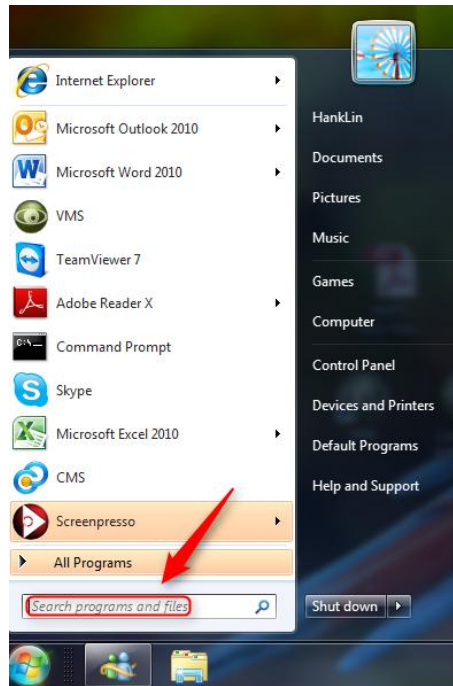 Internet Explorer
Microsoft Outlook 2010
Microsoft Word 2010
VMS
TeamViewer 7
Adobe Reader X
Command Prompt
Skype
Microsoft Excel 2010
CMS
Screenpresso
All Programs
Search programs and files
HankLin
Documents
Pictures
Music
Games
Computer
Control Panel
Devices and Printers
Default Programs
Help and Support
Shut down